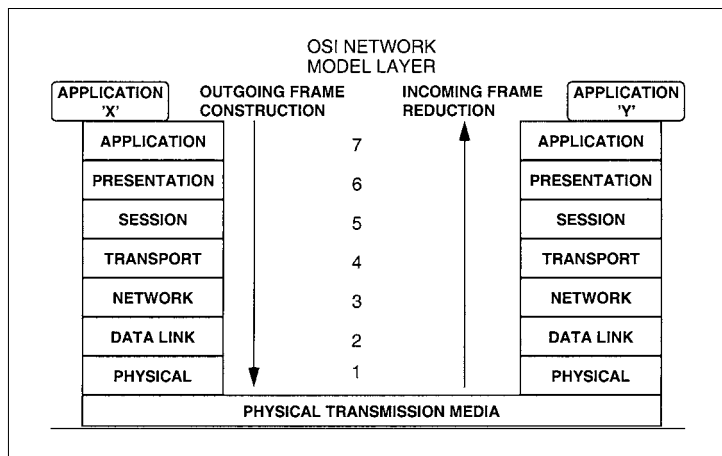 OSI NETWORK
MODEL LAYER
APPLICATION
'X'
OUTGOING FRAME
CONSTRUCTION
INCOMING FRAME
REDUCTION
APPLICATION
'Y'
APPLICATION
7
APPLICATION
PRESENTATION
6
PRESENTATION
SESSION
5
SESSION
TRANSPORT
4
TRANSPORT
NETWORK
3
NETWORK
DATA LINK
2
DATA LINK
PHYSICAL
1
PHYSICAL
PHYSICAL TRANSMISSION MEDIA